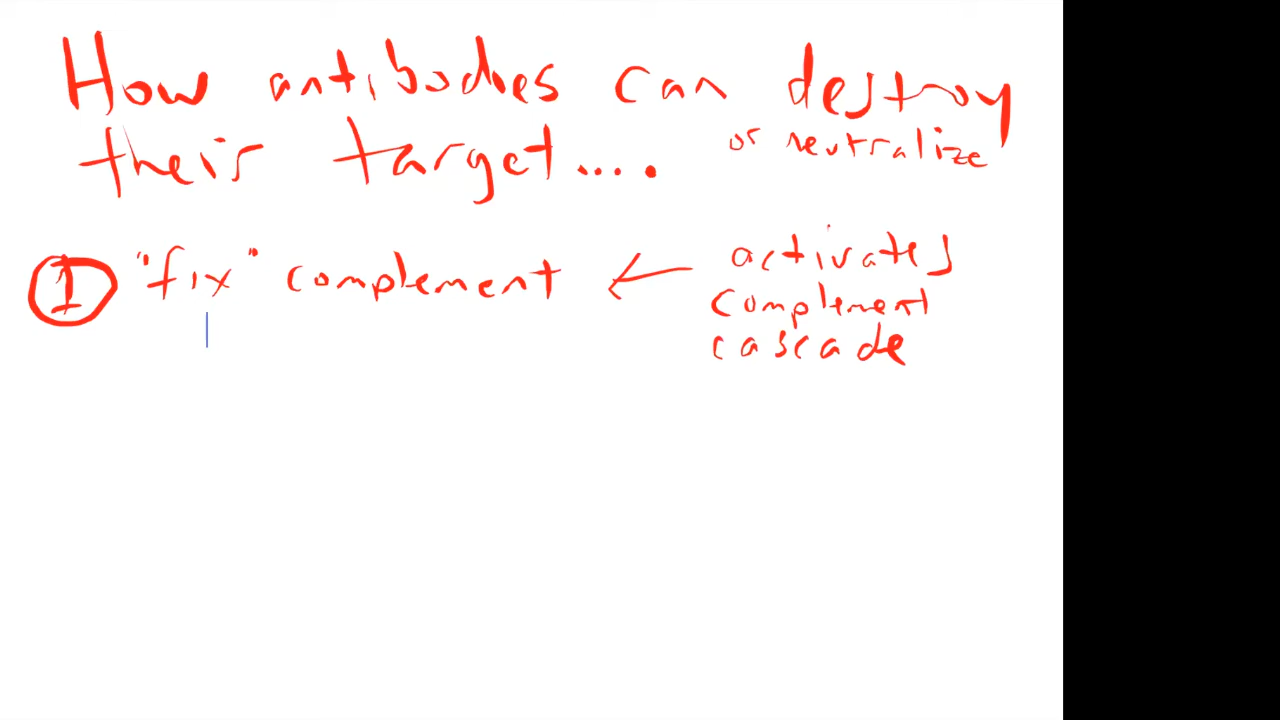 How antibodies can destroy
or neutralize
their target....
① "fix" complement ← activates
complement
cascade